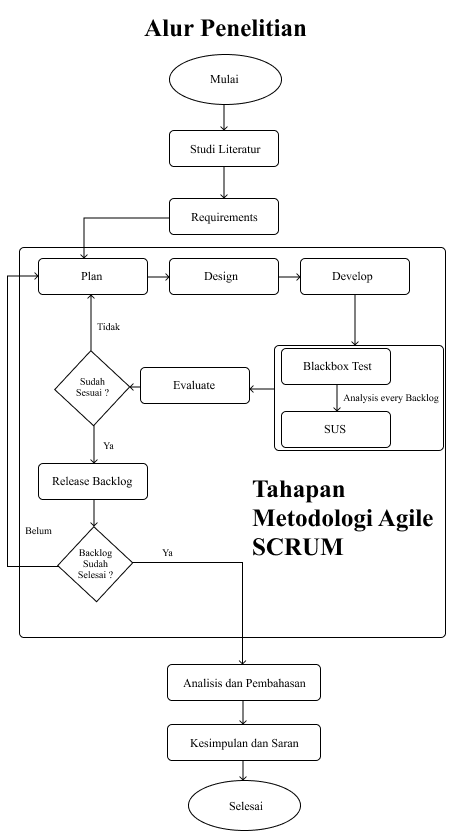 Alur Penelitian
Mulai
Studi Literatur
Requirements
Plan
Design
Develop
Tidak
Sudah
Sesuai ?
Evaluate
Blackbox Test
Analysis every Backlog
SUS
Ya
Release Backlog
Tahapan
Metodologi Agile
SCRUM
Belum
Backlog
Sudah
Selesai ?
Ya
Analisis dan Pembahasan
Kesimpulan dan Saran
Selesai